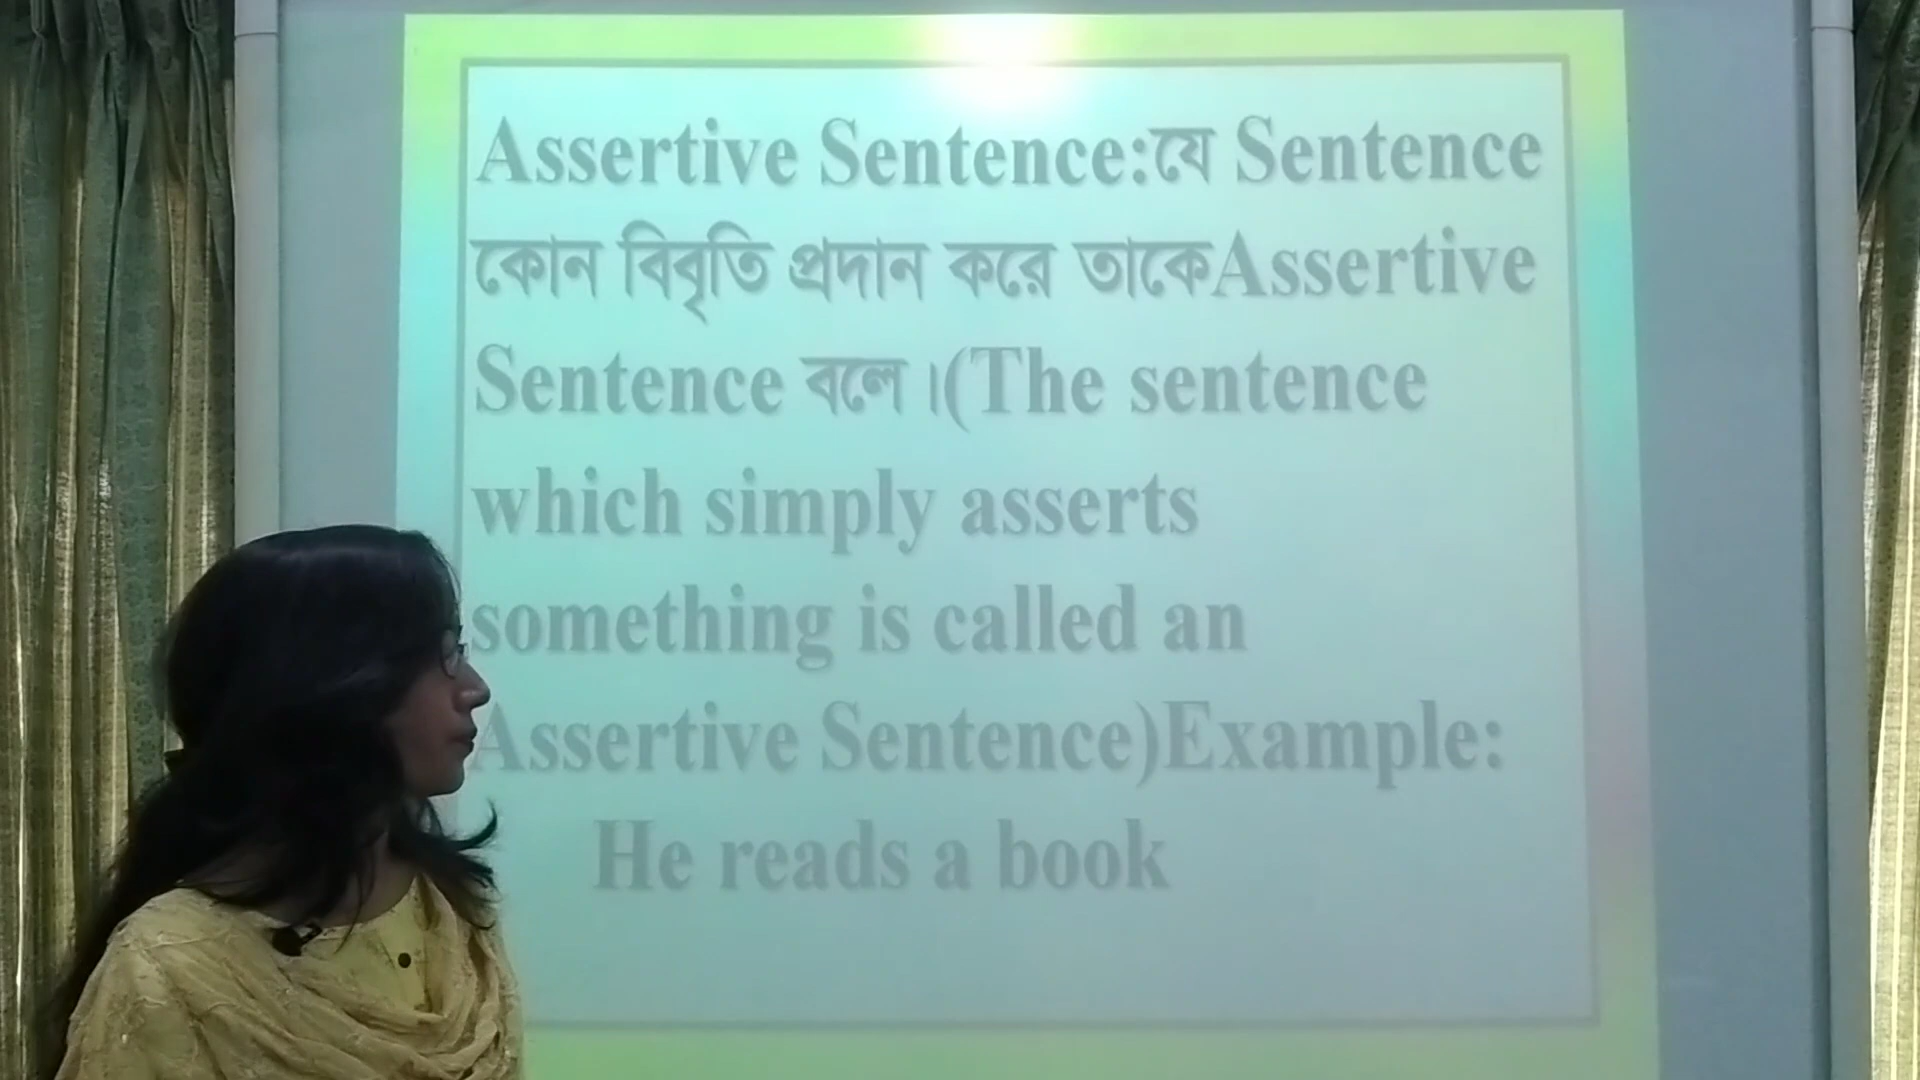 Assertive Sentence:যে Sentence
কোন বিবৃতি প্রদান করে তাকেAssertive
Sentence বলে।(The sentence
which simply asserts
something is called an
Assertive Sentence)Example:
He reads a book